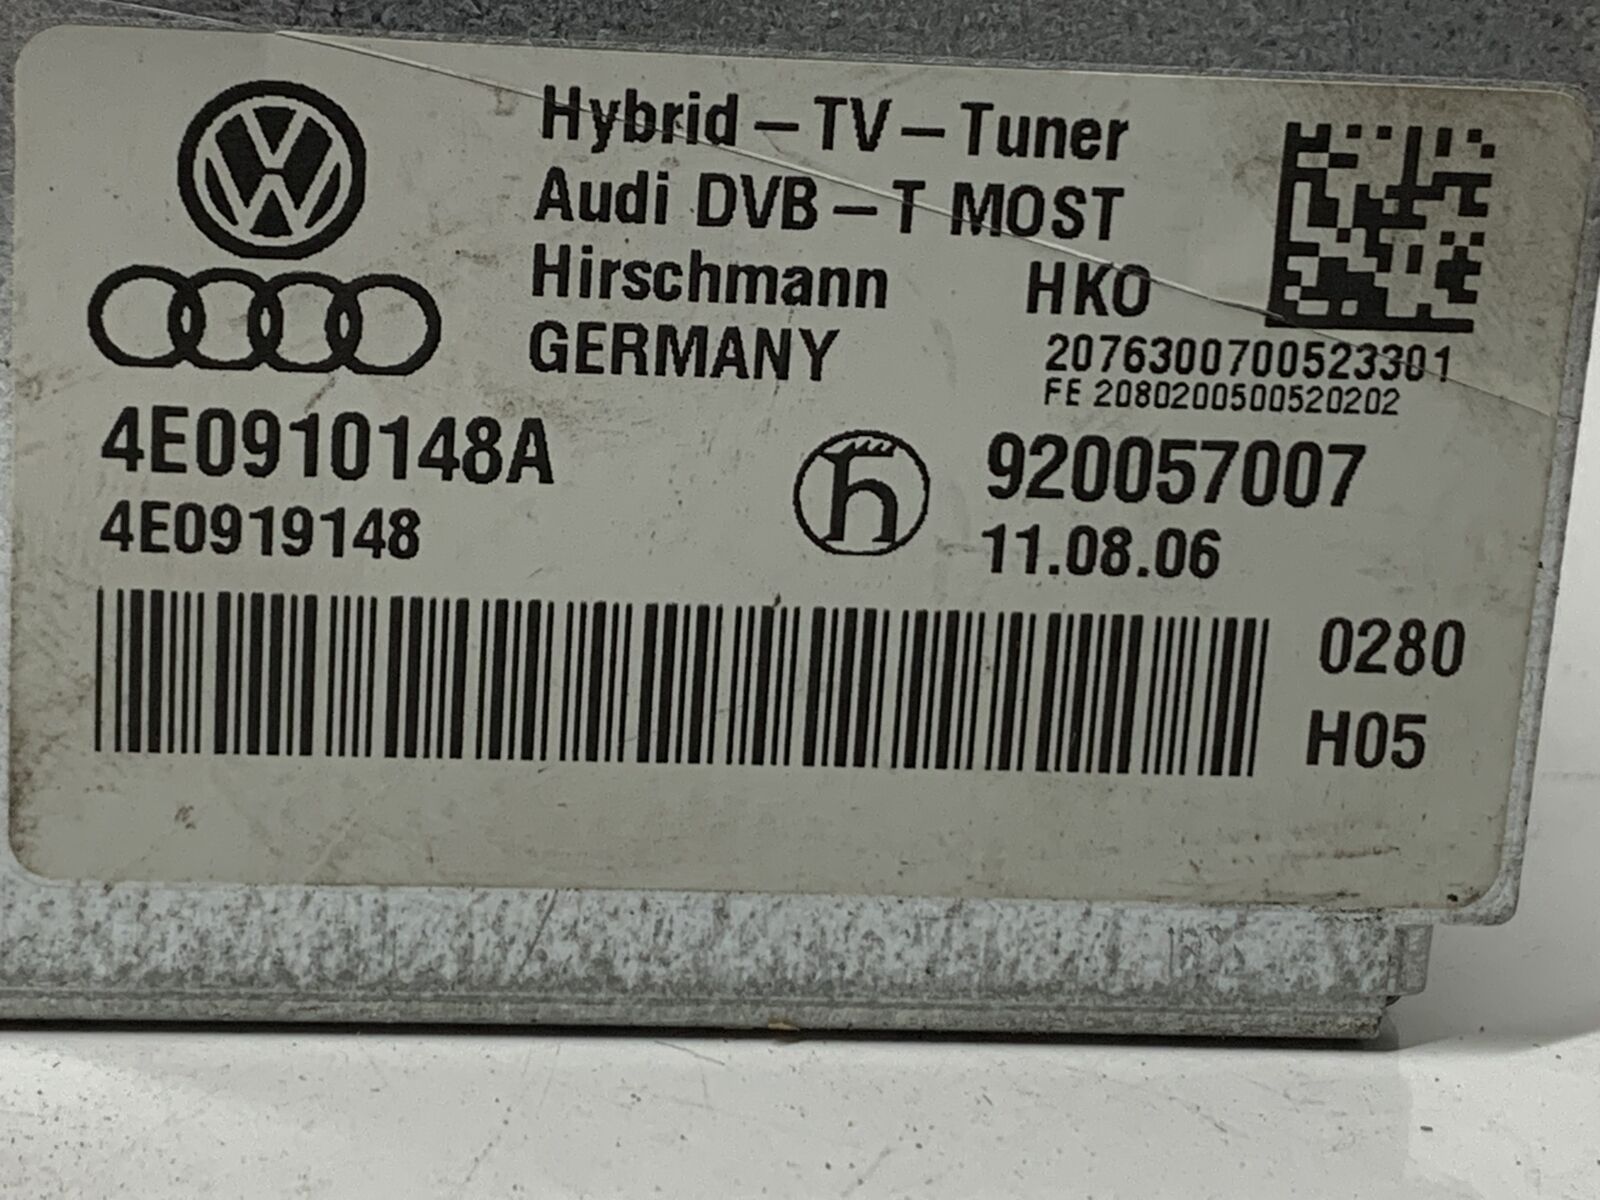 Hybrid - TV - Tuner
Audi DVB - T MOST
Hirschmann HKO
GERMANY
2076300700523301
FE 2080200500520202
4E0910148A
h
920057007
4E0919148
11.08.06
0280
H05